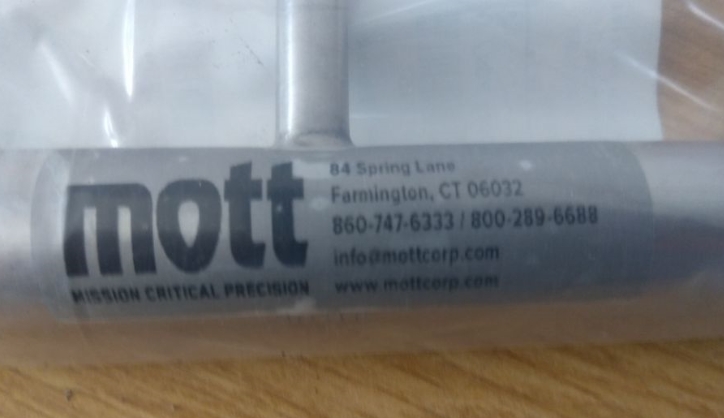 mott
MISSION CRITICAL PRECISION
84 Spring Lane
Farmington, CT 06032
860-747-6333 / 800-289-6688
info@mottcorp.com
www.mottcorp.com